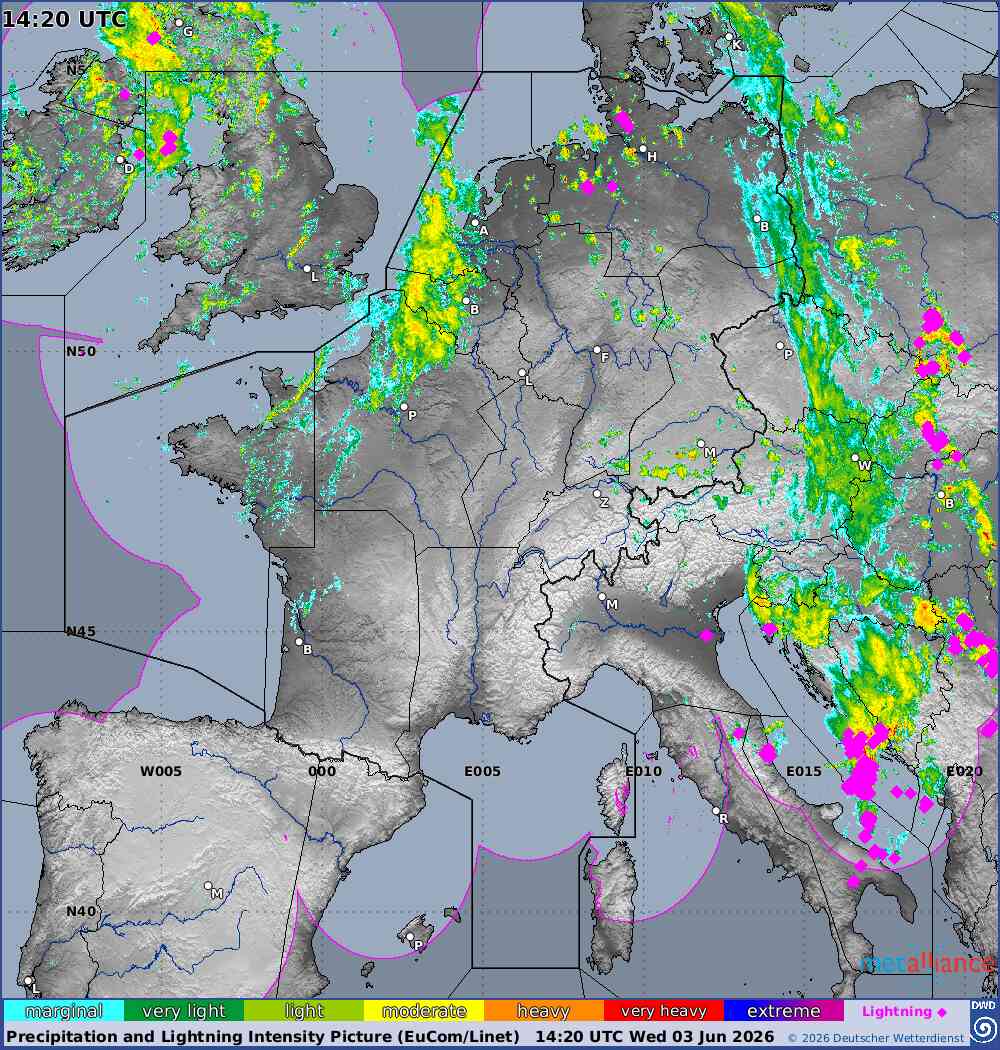 14:20 UTC
G
K
N5
D
H
A
B
L
B
N50
F
P
L
P
M
W
Z
B
M
N45
B
W005
000
E005
E010
E015
E020
R
M
N40
P
L
metalliance
marginal
very light
light
moderate
heavy
very heavy
extreme
Lightning
DWD
Precipitation and Lightning Intensity Picture (EuCom/Linet) 14:20 UTC Wed 03 Jun 2026 © 2026 Deutscher Wetterdienst